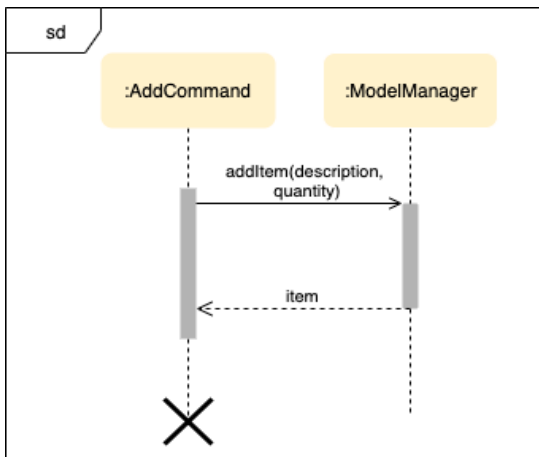 sd
:AddCommand
:ModelManager
addItem(description,
quantity)
item